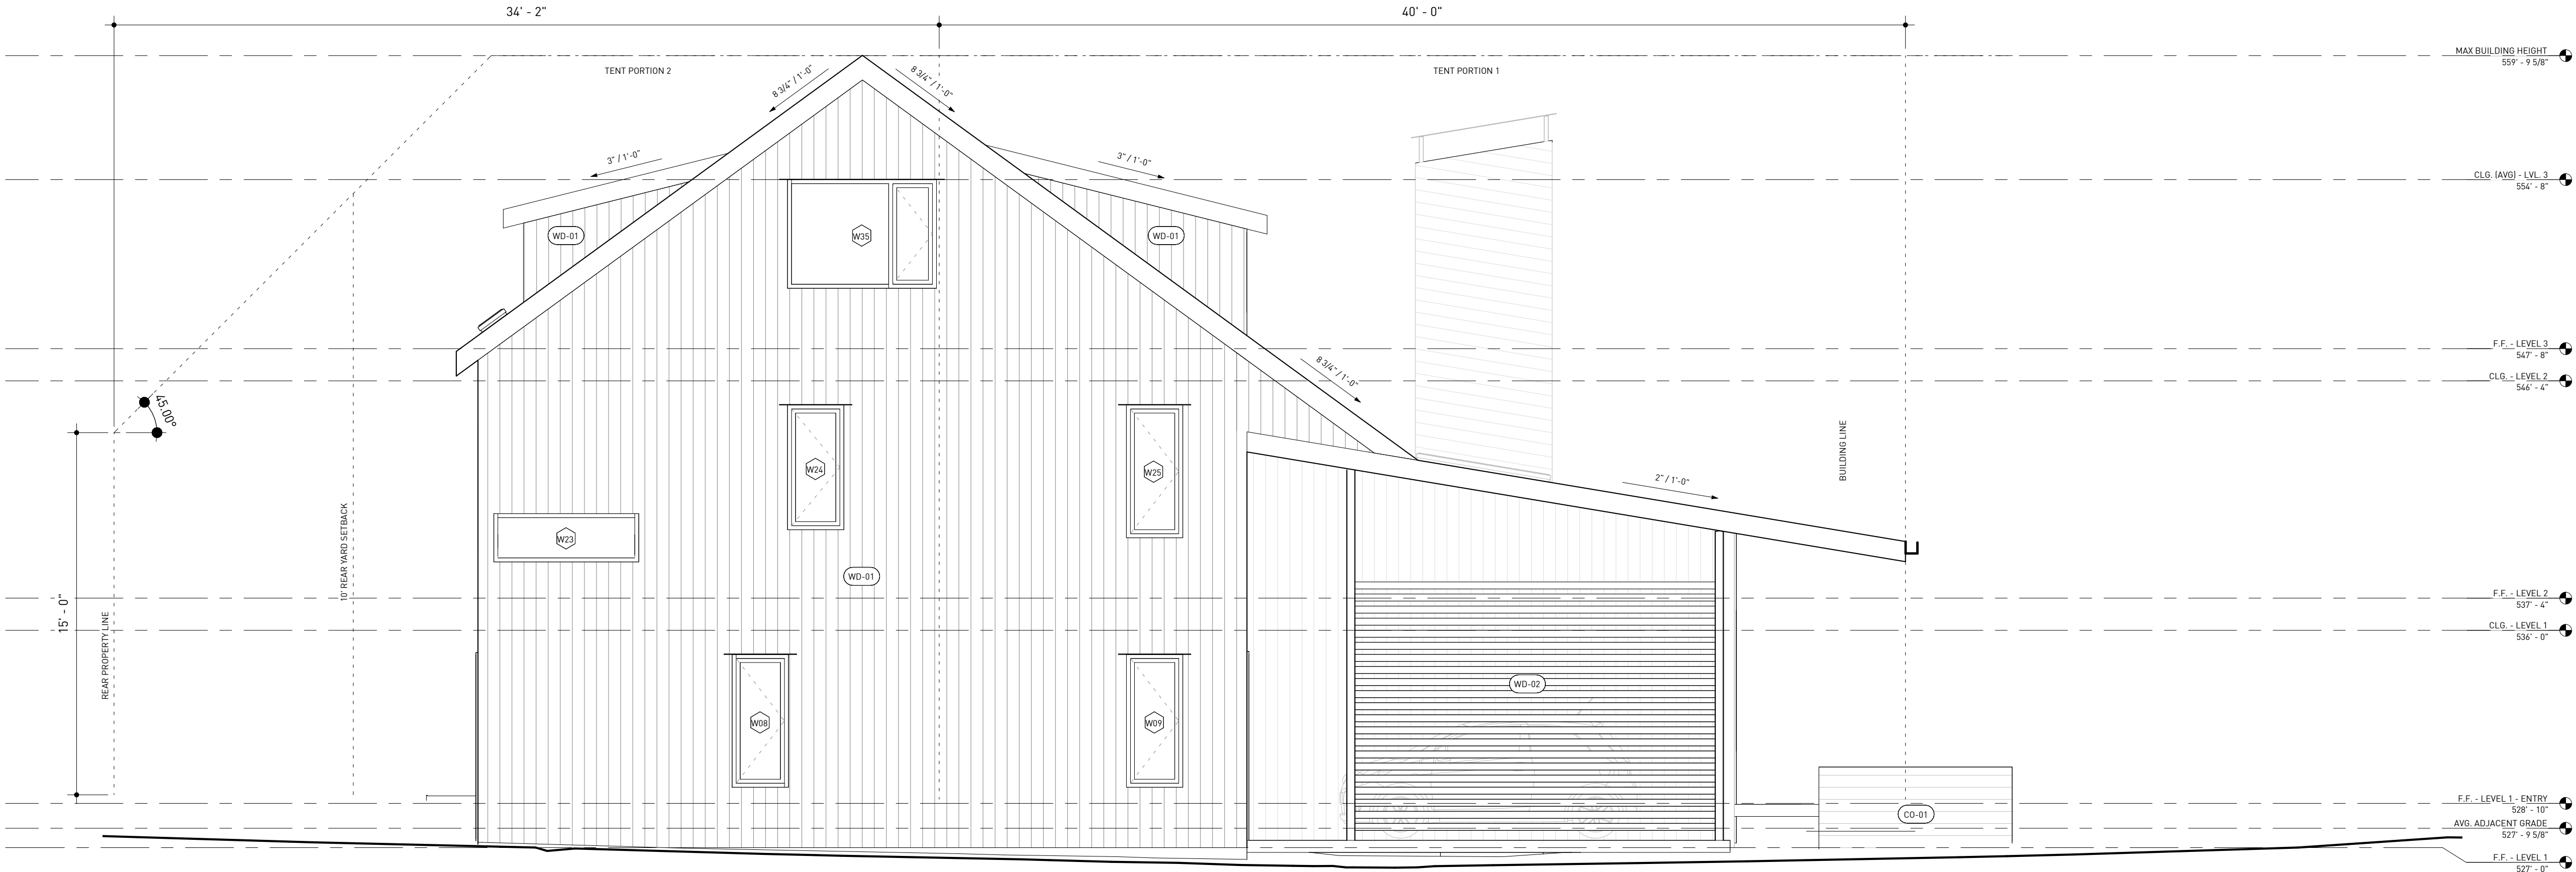 34' - 2"
40' - 0"
MAX BUILDING HEIGHT
559' - 9 5/8"
TENT PORTION 2
8 3/4" / 1'-0"
8 3/4" / 1'-0"
TENT PORTION 1
3" / 1'-0"
3" / 1'-0"
CLG. (AVG) - LVL. 3
554' - 8"
WD-01
W35
WD-01
F.F. - LEVEL 3
547' - 8"
8 3/4" / 1'-0"
CLG. - LEVEL 2
546' - 4"
45.00°
BUILDING LINE
W24
W25
2" / 1'-0"
10' REAR YARD SETBACK
W23
WD-01
15' - 0"
REAR PROPERTY LINE
F.F. - LEVEL 2
537' - 4"
CLG. - LEVEL 1
536' - 0"
WD-02
W08
W09
F.F. - LEVEL 1 - ENTRY
528' - 10"
CO-01
AVG. ADJACENT GRADE
527' - 9 5/8"
F.F. - LEVEL 1
527' - 0"